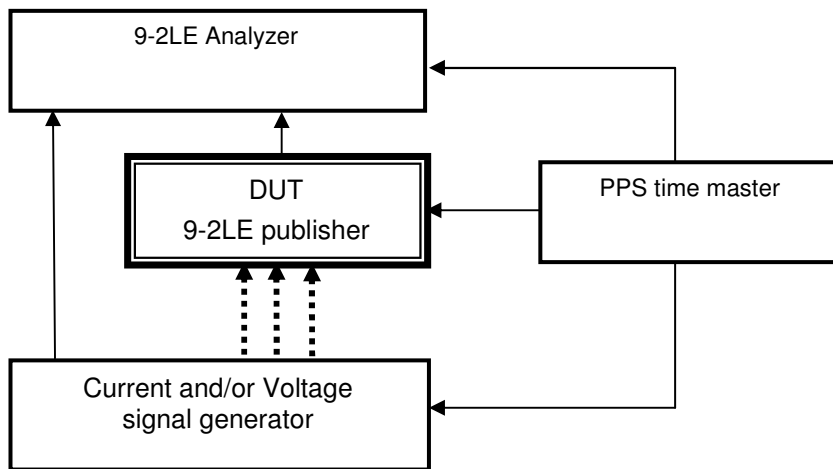 9-2LE Analyzer
DUT
9-2LE publisher
PPS time master
Current and/or Voltage
signal generator